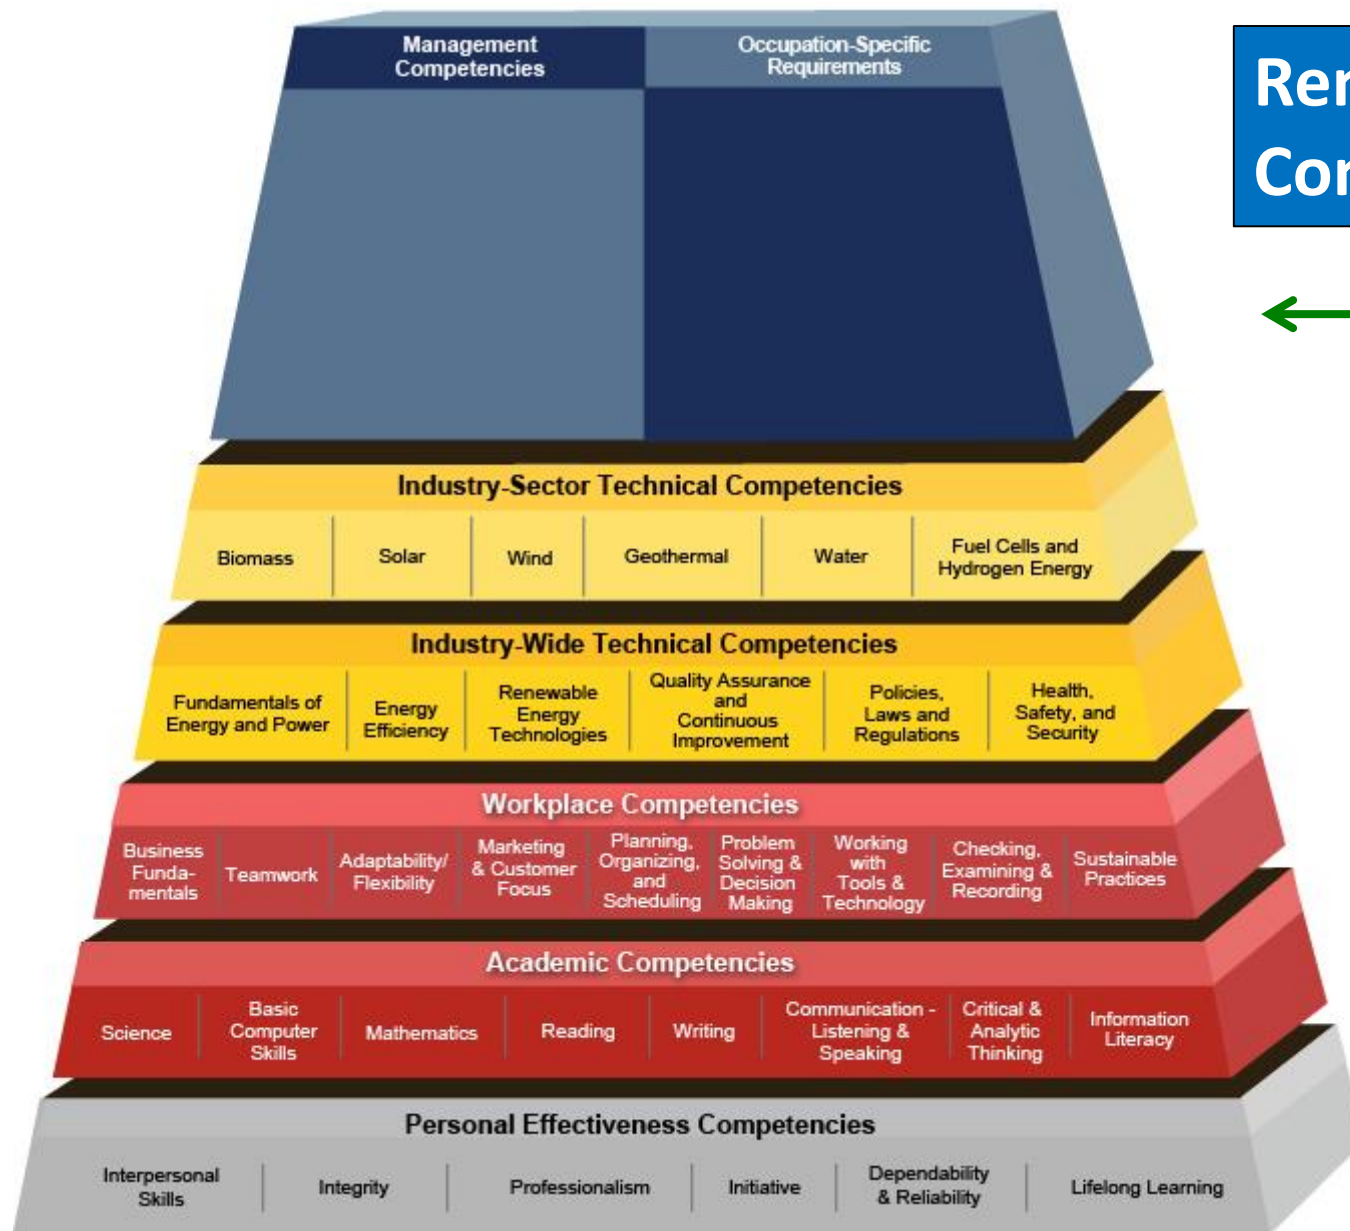 Management
Competencies
Occupation-Specific
Requirements
Industry-Sector Technical Competencies
Biomass
Solar
Wind
Geothermal
Water
Fuel Cells and
Hydrogen Energy
Industry-Wide Technical Competencies
Fundamentals of
Energy and Power
Energy
Efficiency
Renewable
Energy
Technologies
Quality Assurance
and
Continuous
Improvement
Policies,
Laws and
Regulations
Health,
Safety, and
Security
Workplace Competencies
Business
Funda-
mentals
Teamwork
Adaptability/
Flexibility
Marketing
& Customer
Focus
Planning,
Organizing,
and
Scheduling
Problem
Solving &
Decision
Making
Working
with
Tools &
Technology
Checking,
Examining &
Recording
Sustainable
Practices
Academic Competencies
Science
Basic
Computer
Skills
Mathematics
Reading
Writing
Communication -
Listening &
Speaking
Critical &
Analytic
Thinking
Information
Literacy
Personal Effectiveness Competencies
Interpersonal
Skills
Integrity
Professionalism
Initiative
Dependability
& Reliability
Lifelong Learning